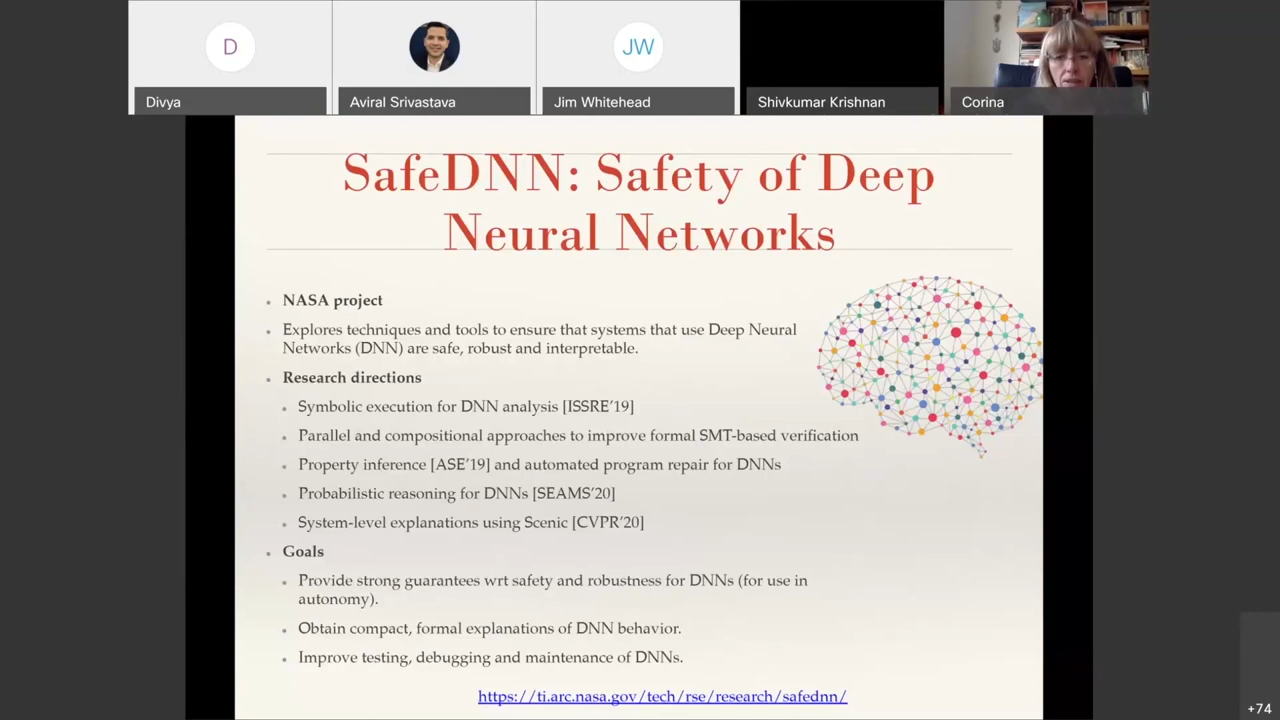 D
JW
Divya
Aviral Srivastava
Jim Whitehead
Shivkumar Krishnan
Corina
SafeDNN: Safety of Deep
Neural Networks
NASA project
Explores techniques and tools to ensure that systems that use Deep Neural
Networks (DNN) are safe, robust and interpretable.
Research directions
Symbolic execution for DNN analysis [ISSRE’19]
Parallel and compositional approaches to improve formal SMT-based verification
Property inference [ASE’19] and automated program repair for DNNs
Probabilistic reasoning for DNNs [SEAMS’20]
System-level explanations using Scenic [CVPR’20]
Goals
Provide strong guarantees wrt safety and robustness for DNNs (for use in
autonomy).
Obtain compact, formal explanations of DNN behavior.
Improve testing, debugging and maintenance of DNNs.
https://ti.arc.nasa.gov/tech/rse/research/safednn/
+74